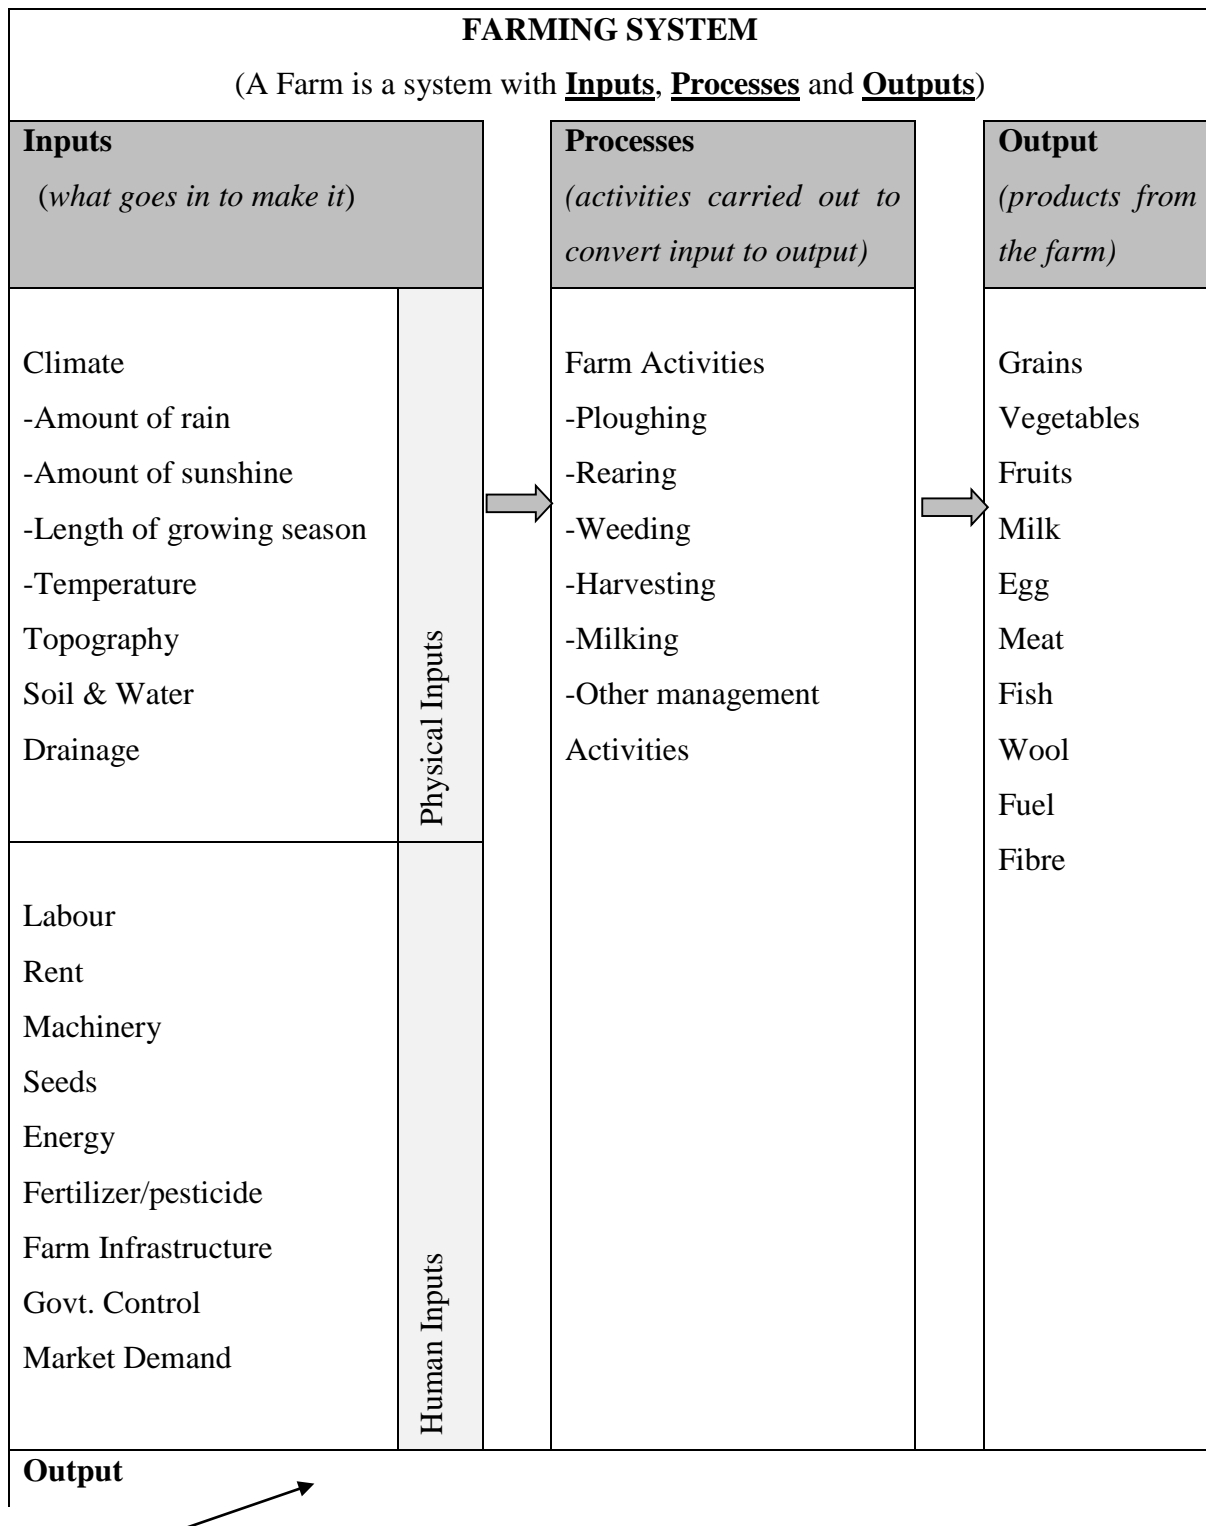 FARMING SYSTEM
(A Farm is a system with Inputs, Processes and Outputs)
Inputs
(what goes in to make it)
Climate
-Amount of rain
-Amount of sunshine
-Length of growing season
-Temperature
Topography
Soil & Water
Drainage
Physical Inputs
Labour
Rent
Machinery
Seeds
Energy
Fertilizer/pesticide
Farm Infrastructure
Govt. Control
Market Demand
Human Inputs
Processes
(activities carried out to
convert input to output)
Farm Activities
-Ploughing
-Rearing
-Weeding
-Harvesting
-Milking
-Other management
Activities
Output
(products from
the farm)
Grains
Vegetables
Fruits
Milk
Egg
Meat
Fish
Wool
Fuel
Fibre
Output